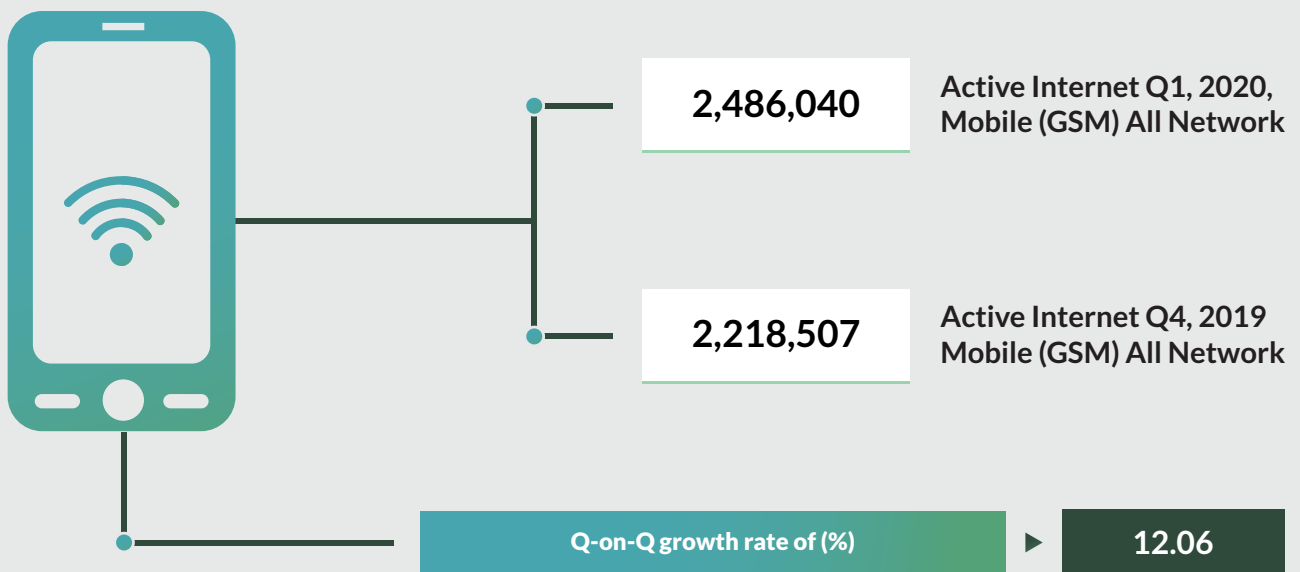 2,486,040
Active Internet Q1, 2020,
Mobile (GSM) All Network
2,218,507
Active Internet Q4, 2019
Mobile (GSM) All Network
Q-on-Q growth rate of (%)
12.06